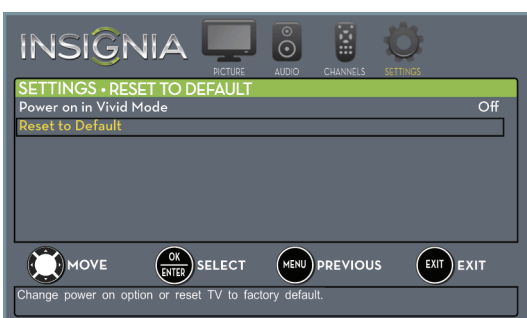 INSIGNIA
PICTURE AUDIO CHANNELS SETTINGS
SETTINGS • RESET TO DEFAULT
Power on in Vivid Mode Off
Reset to Default
MOVE OK ENTER SELECT MENU PREVIOUS EXIT EXIT
Change power on option or reset TV to factory default.